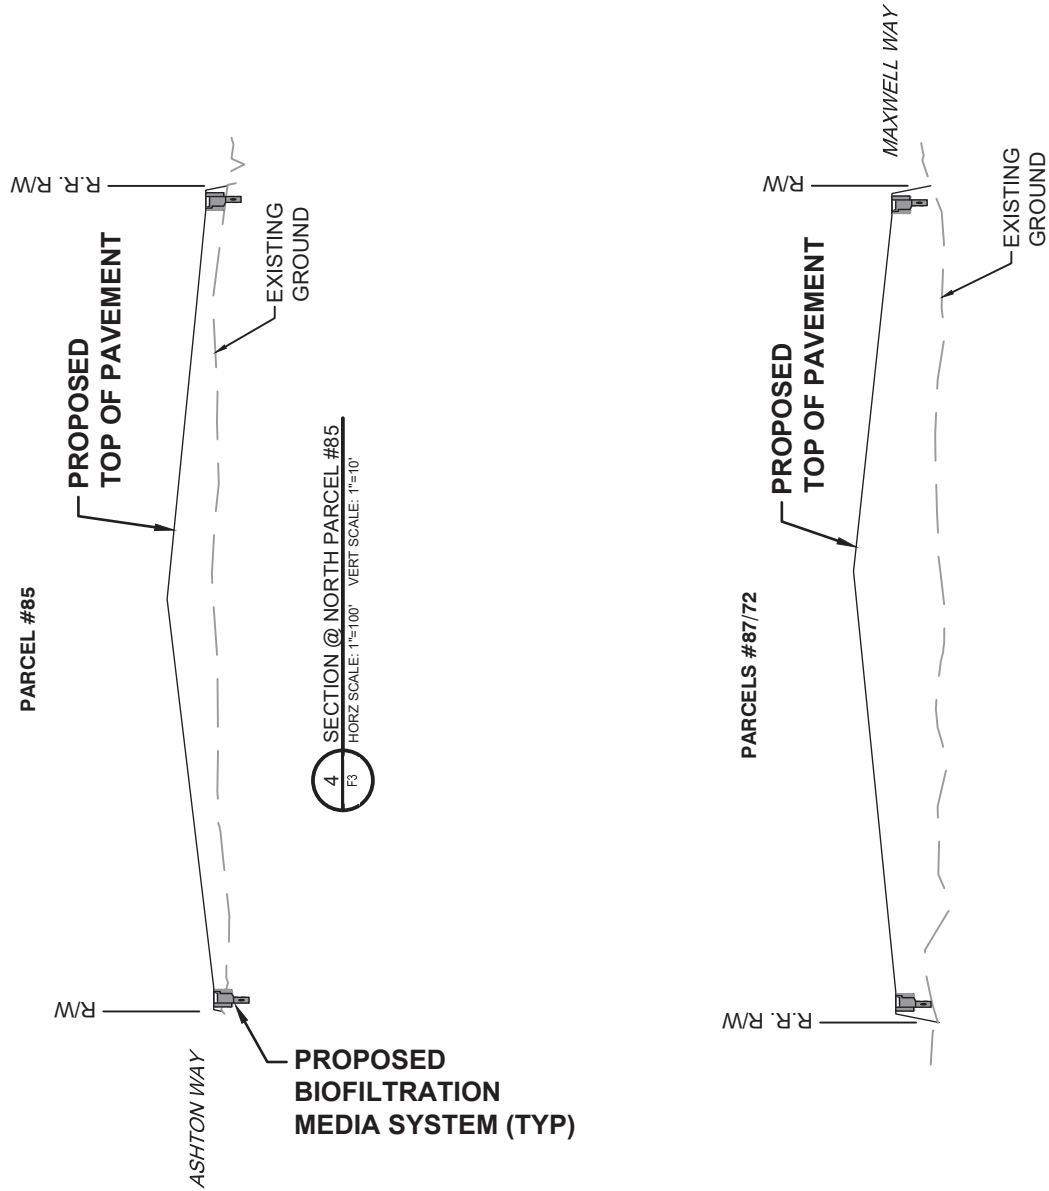 PARCEL #85
R/W
R.R. R/W
ASHTON WAY
PROPOSED
TOP OF PAVEMENT
EXISTING
GROUND
PROPOSED
BIOFILTRATION
MEDIA SYSTEM (TYP)
4
F3
SECTION @ NORTH PARCEL #85
HORZ SCALE: 1"=100' VERT SCALE: 1"=10'
PARCELS #87/72
R.R. R/W
R/W
MAXWELL WAY
PROPOSED
TOP OF PAVEMENT
EXISTING
GROUND